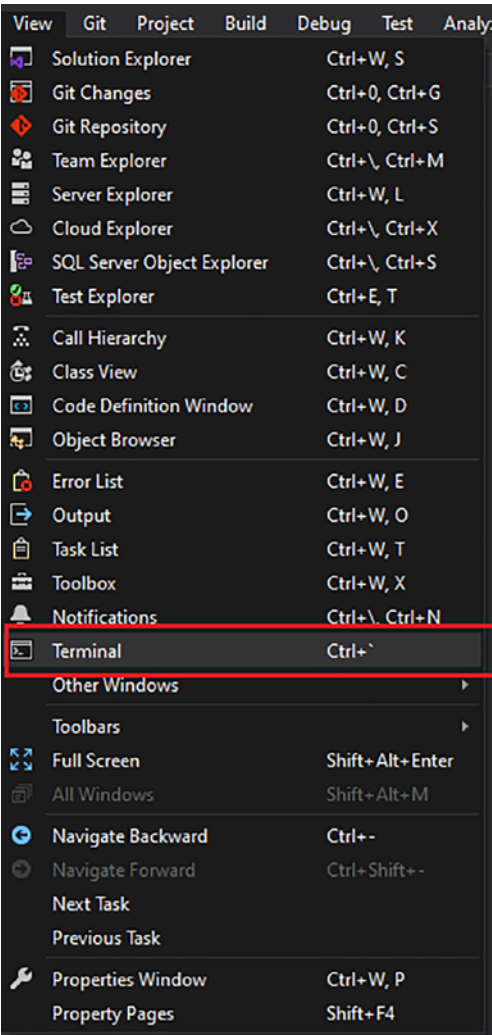 View Git Project Build Debug Test Analy
Solution Explorer Ctrl+W, S
Git Changes Ctrl+0, Ctrl+G
Git Repository Ctrl+0, Ctrl+S
Team Explorer Ctrl+\, Ctrl+M
Server Explorer Ctrl+W, L
Cloud Explorer Ctrl+\, Ctrl+X
SQL Server Object Explorer Ctrl+\, Ctrl+S
Test Explorer Ctrl+E, T
Call Hierarchy Ctrl+W, K
Class View Ctrl+W, C
Code Definition Window Ctrl+W, D
Object Browser Ctrl+W, J
Error List Ctrl+W, E
Output Ctrl+W, O
Task List Ctrl+W, T
Toolbox Ctrl+W, X
Notifications Ctrl+\, Ctrl+N
Terminal Ctrl+`
Other Windows
Toolbars
Full Screen Shift+Alt+Enter
All Windows Shift+Alt+M
Navigate Backward Ctrl+-
Navigate Forward Ctrl+Shift+-
Next Task
Previous Task
Properties Window Ctrl+W, P
Property Pages Shift+F4